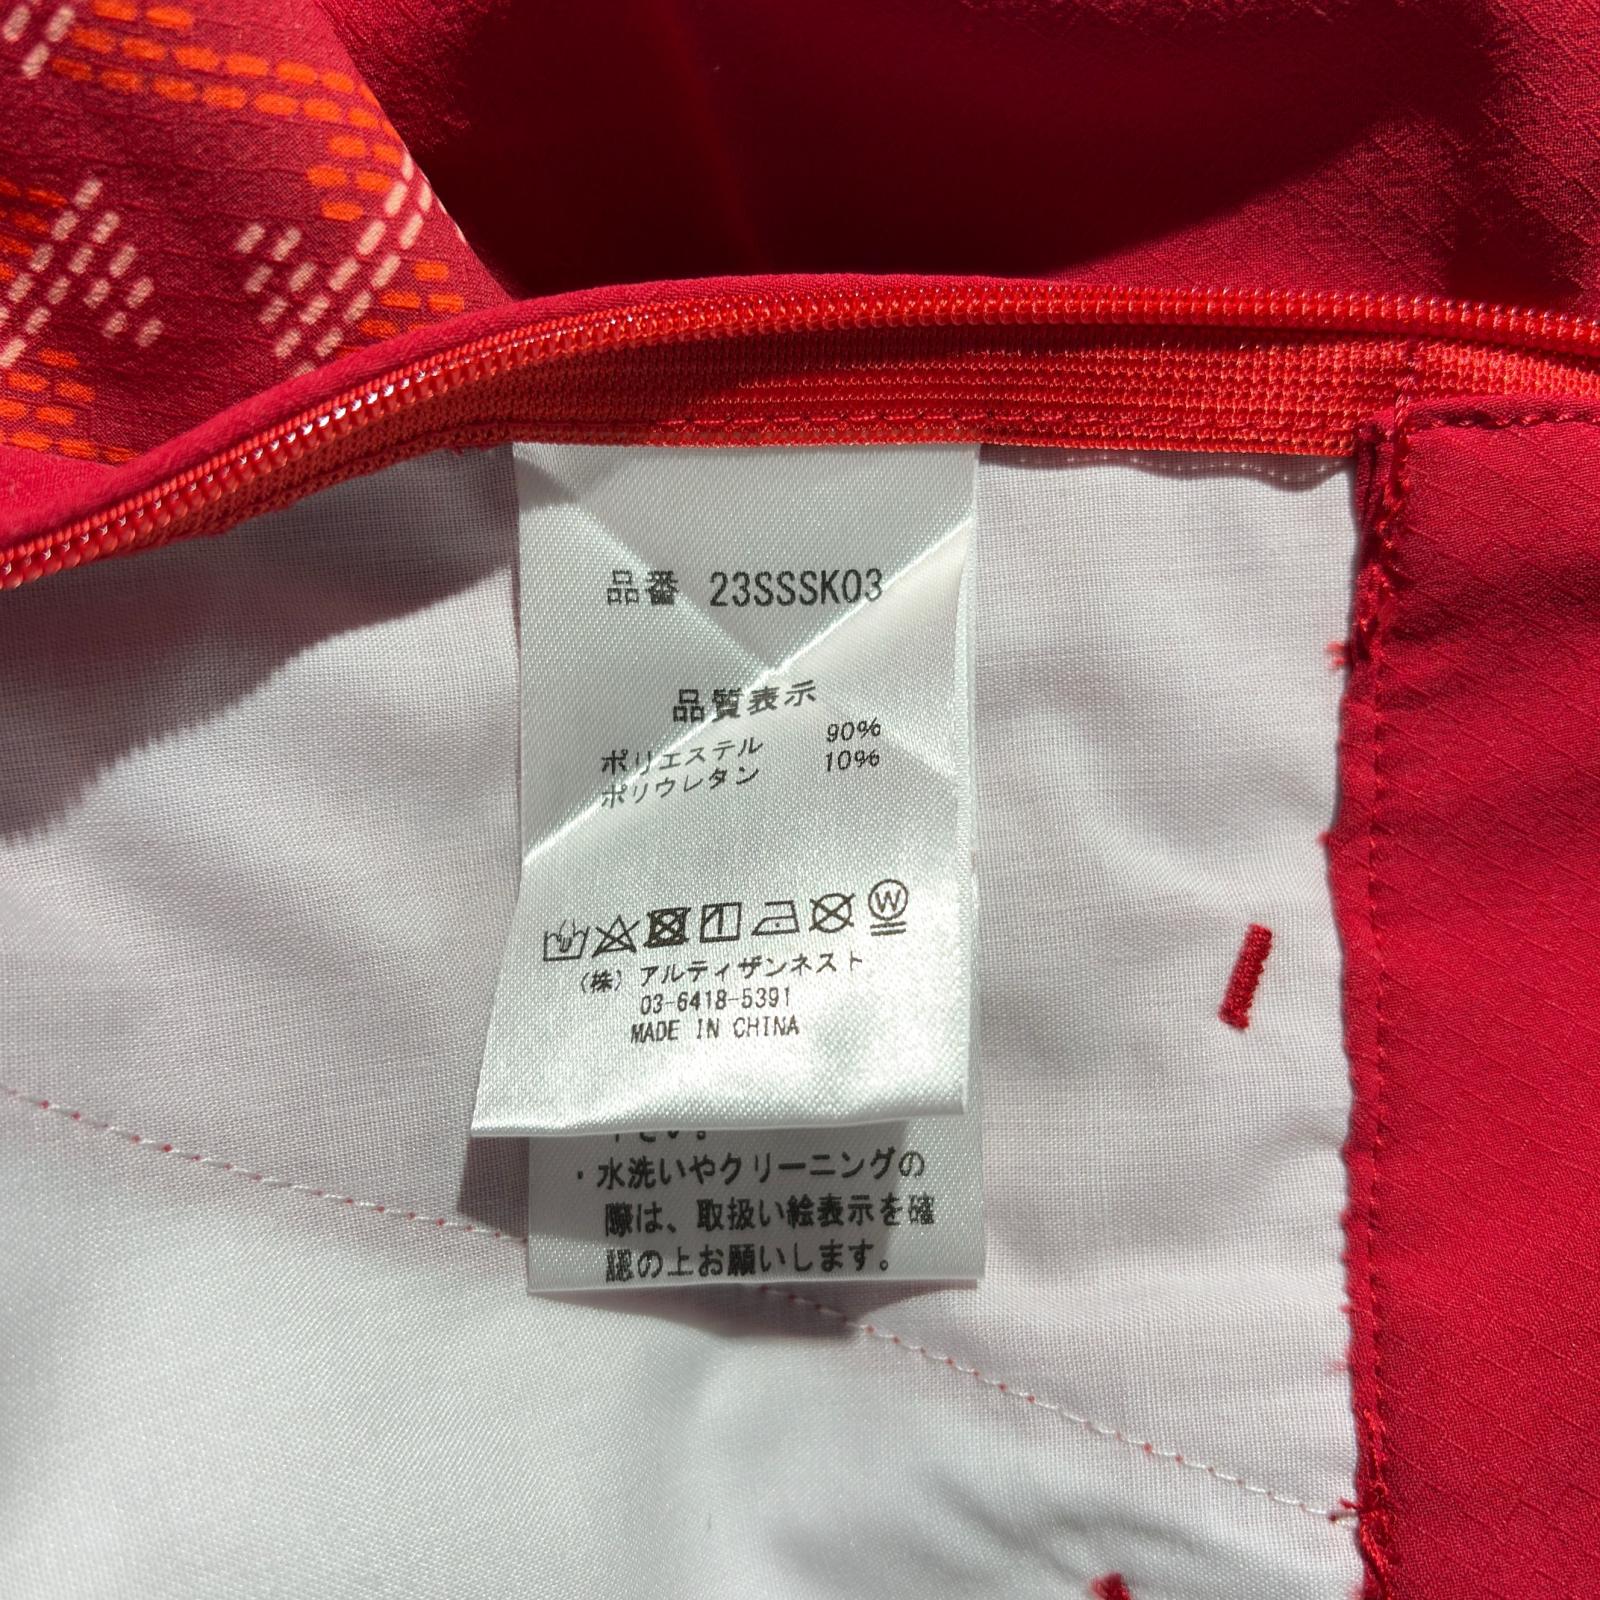 品番 23SSSK03
品質表示
ポリエステル 90%
ポリウレタン 10%
W
(株) アルティザンネスト
03-6418-5391
MADE IN CHINA
下さい。
・水洗いやクリーニングの
際は、取扱い絵表示を確
認の上お願いします。